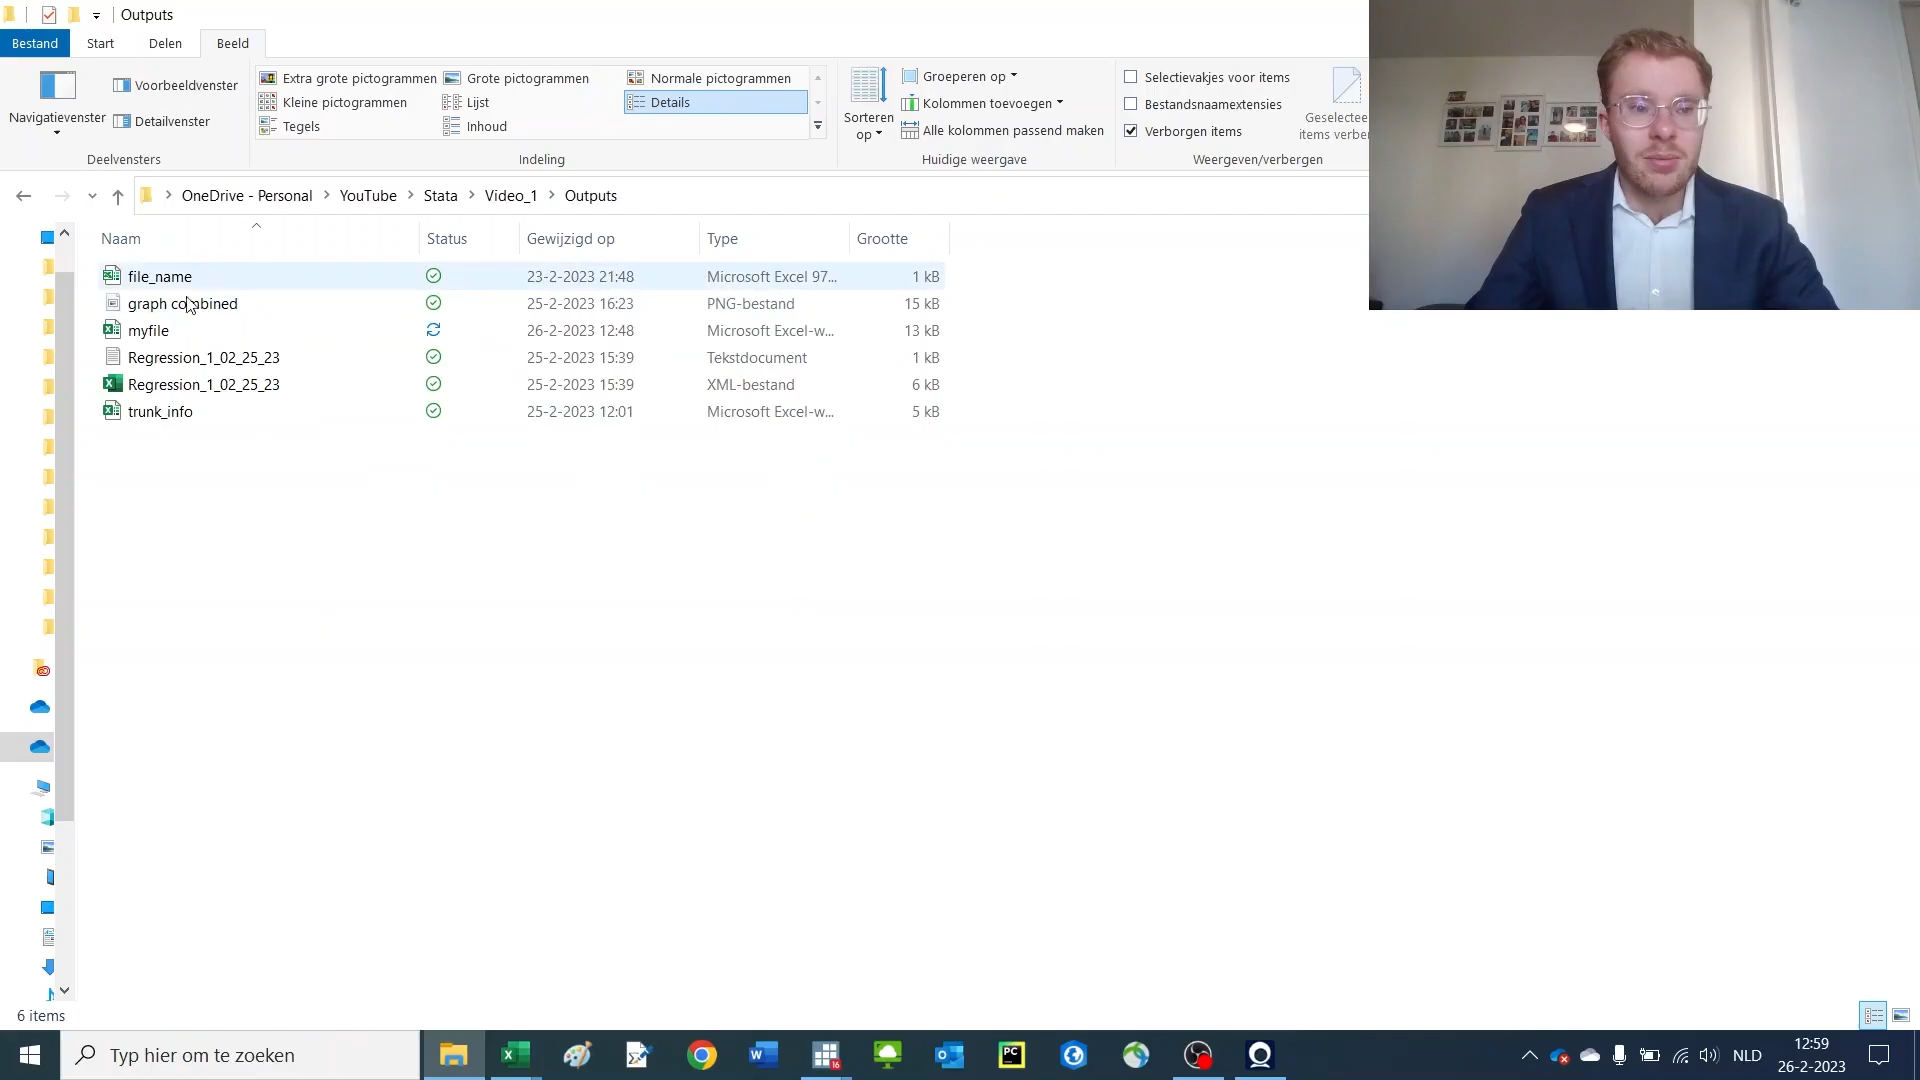 Outputs
Bestand Start Delen Beeld
Navigatievenster
Voorbeeldvenster
Detailvenster
Deelvensters
Extra grote pictogrammen Grote pictogrammen Normale pictogrammen
Kleine pictogrammen Lijst Details
Tegels Inhoud
Indeling
Sorteren op
Groeperen op
Kolommen toevoegen
Alle kolommen passend maken
Huidige weergave
Selectievakjes voor items
Bestandsnaamextensies
Verborgen items
Geselectee
items verber
Weergeven/verbergen
OneDrive - Personal > YouTube > Stata > Video_1 > Outputs
Naam Status Gewijzigd op Type Grootte
file_name 23-2-2023 21:48 Microsoft Excel 97... 1 kB
graph combined 25-2-2023 16:23 PNG-bestand 15 kB
myfile 26-2-2023 12:48 Microsoft Excel-w... 13 kB
Regression_1_02_25_23 25-2-2023 15:39 Tekstdocument 1 kB
Regression_1_02_25_23 25-2-2023 15:39 XML-bestand 6 kB
trunk_info 25-2-2023 12:01 Microsoft Excel-w... 5 kB
6 items
Typ hier om te zoeken
16
PC
NLD
12:59
26-2-2023